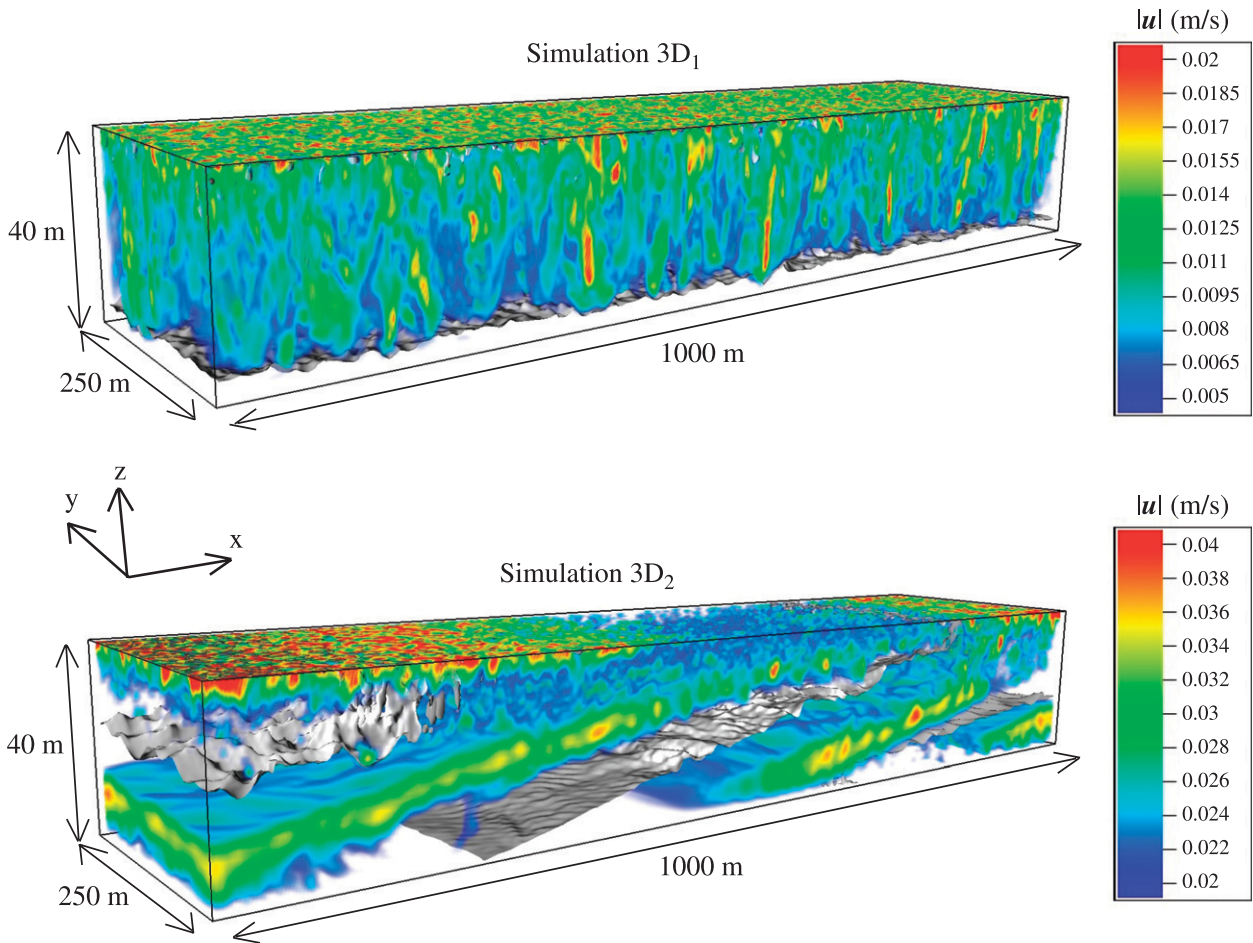 Simulation 3D₁
|u| (m/s)
0.02
0.0185
0.017
0.0155
0.014
0.0125
0.011
0.0095
0.008
0.0065
0.005
40 m
250 m
1000 m
z
y
x
Simulation 3D₂
|u| (m/s)
0.04
0.038
0.036
0.034
0.032
0.03
0.028
0.026
0.024
0.022
0.02
40 m
250 m
1000 m